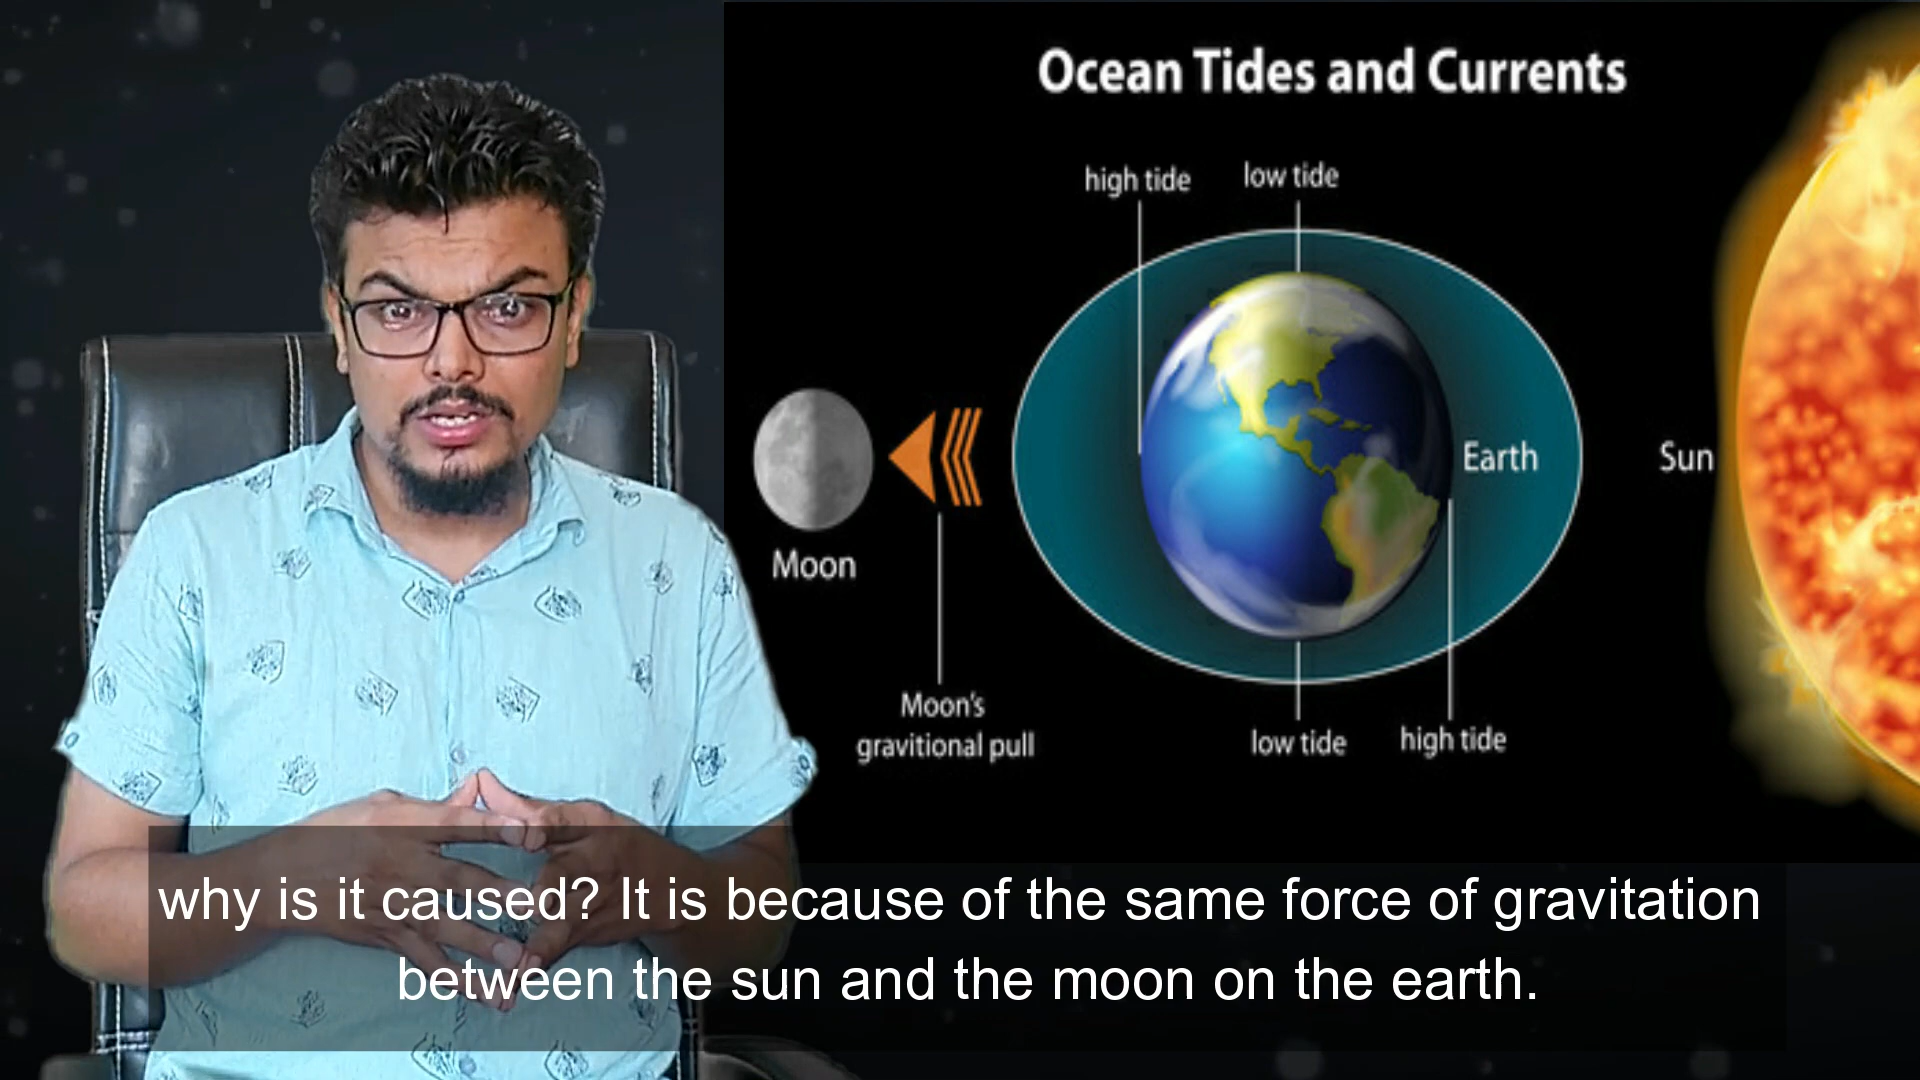 Ocean Tides and Currents
high tide
low tide
Earth
Sun
Moon
Moon's
gravitional pull
low tide
high tide
why is it caused? It is because of the same force of gravitation
between the sun and the moon on the earth.